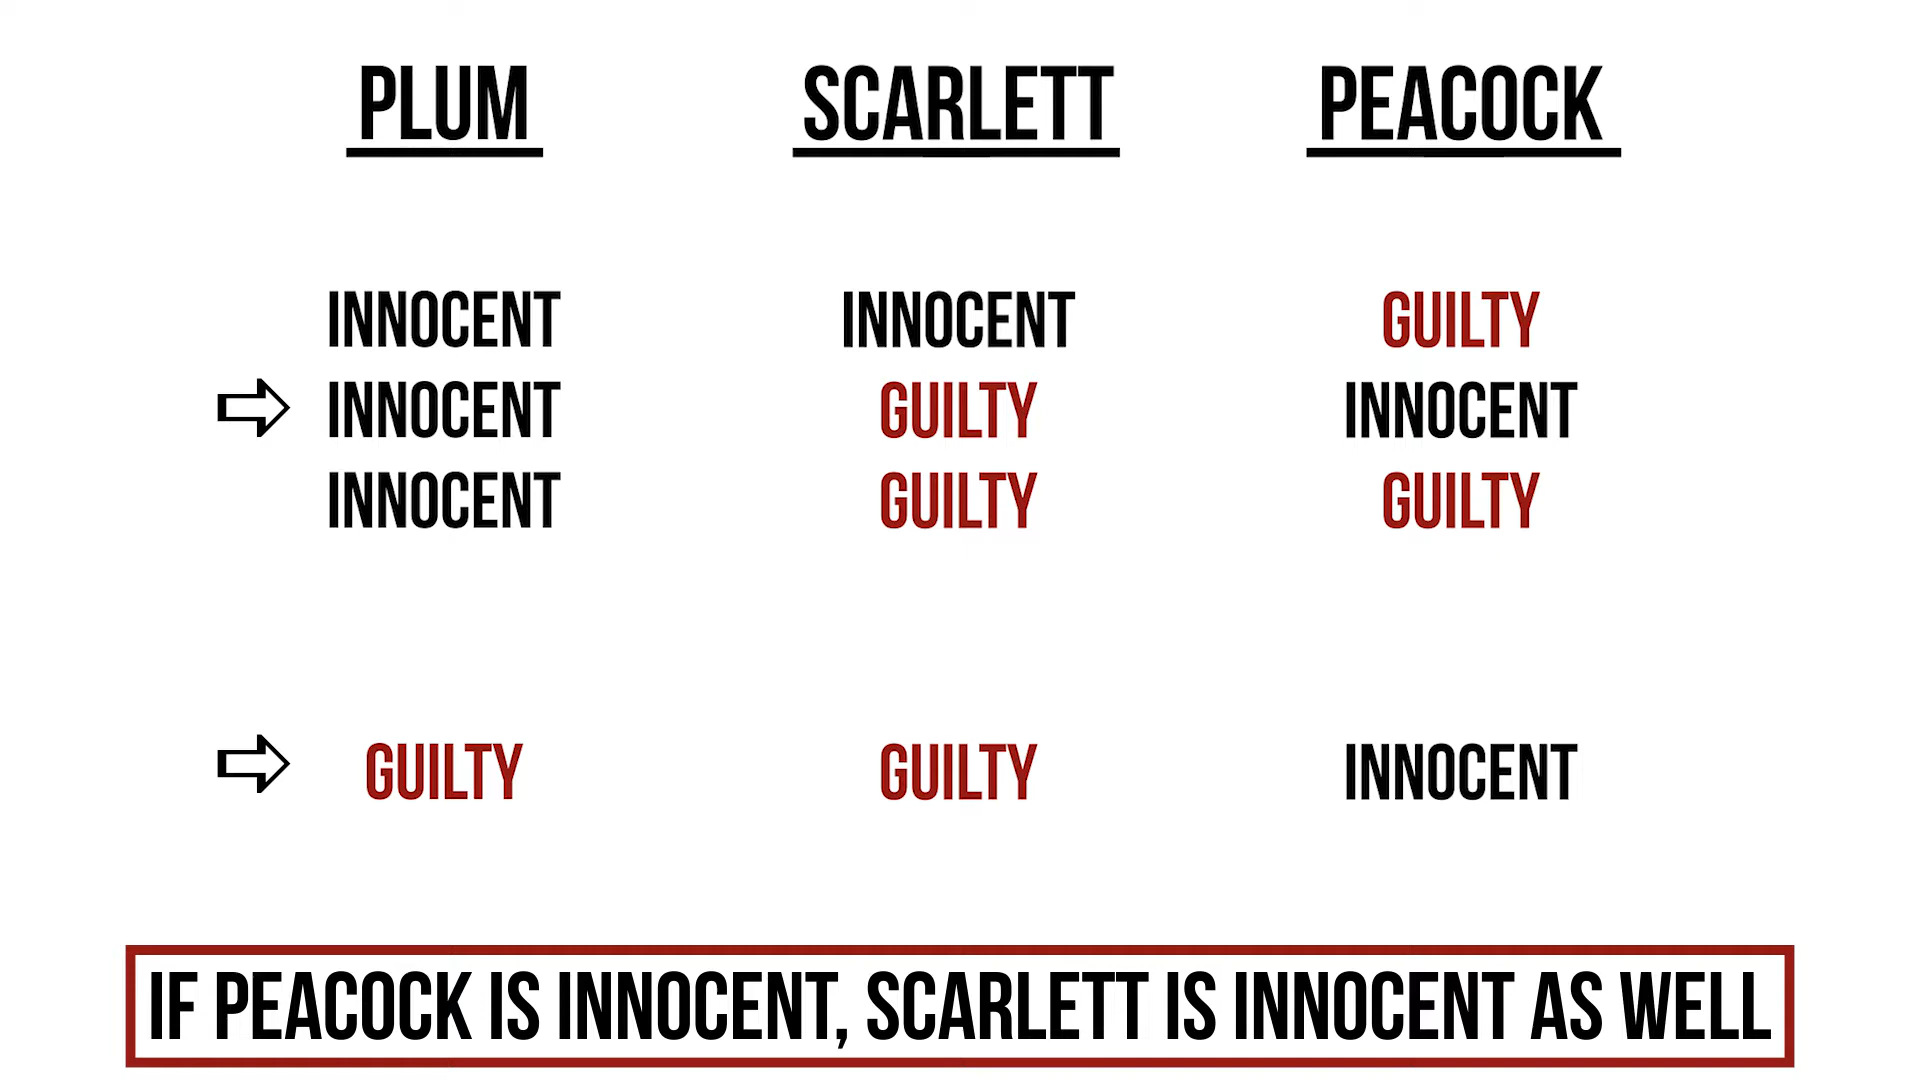 PLUM SCARLETT PEACOCK
INNOCENT INNOCENT GUILTY
INNOCENT GUILTY INNOCENT
INNOCENT GUILTY GUILTY
GUILTY GUILTY INNOCENT
IF PEACOCK IS INNOCENT, SCARLETT IS INNOCENT AS WELL